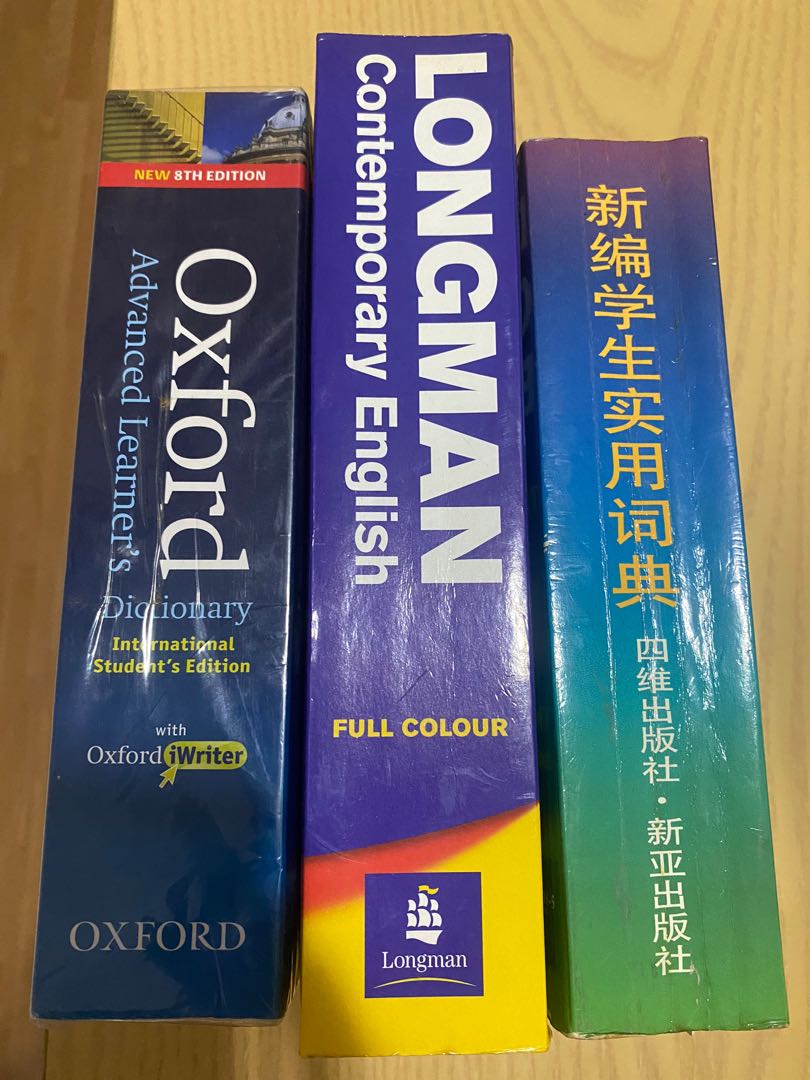 NEW 8TH EDITION
Oxford
Advanced Learner's
Dictionary
International
Student's Edition
with
Oxford iWriter
OXFORD
LONGMAN
Contemporary English
FULL COLOUR
Longman
新编学生实用词典
四维出版社·新亚出版社